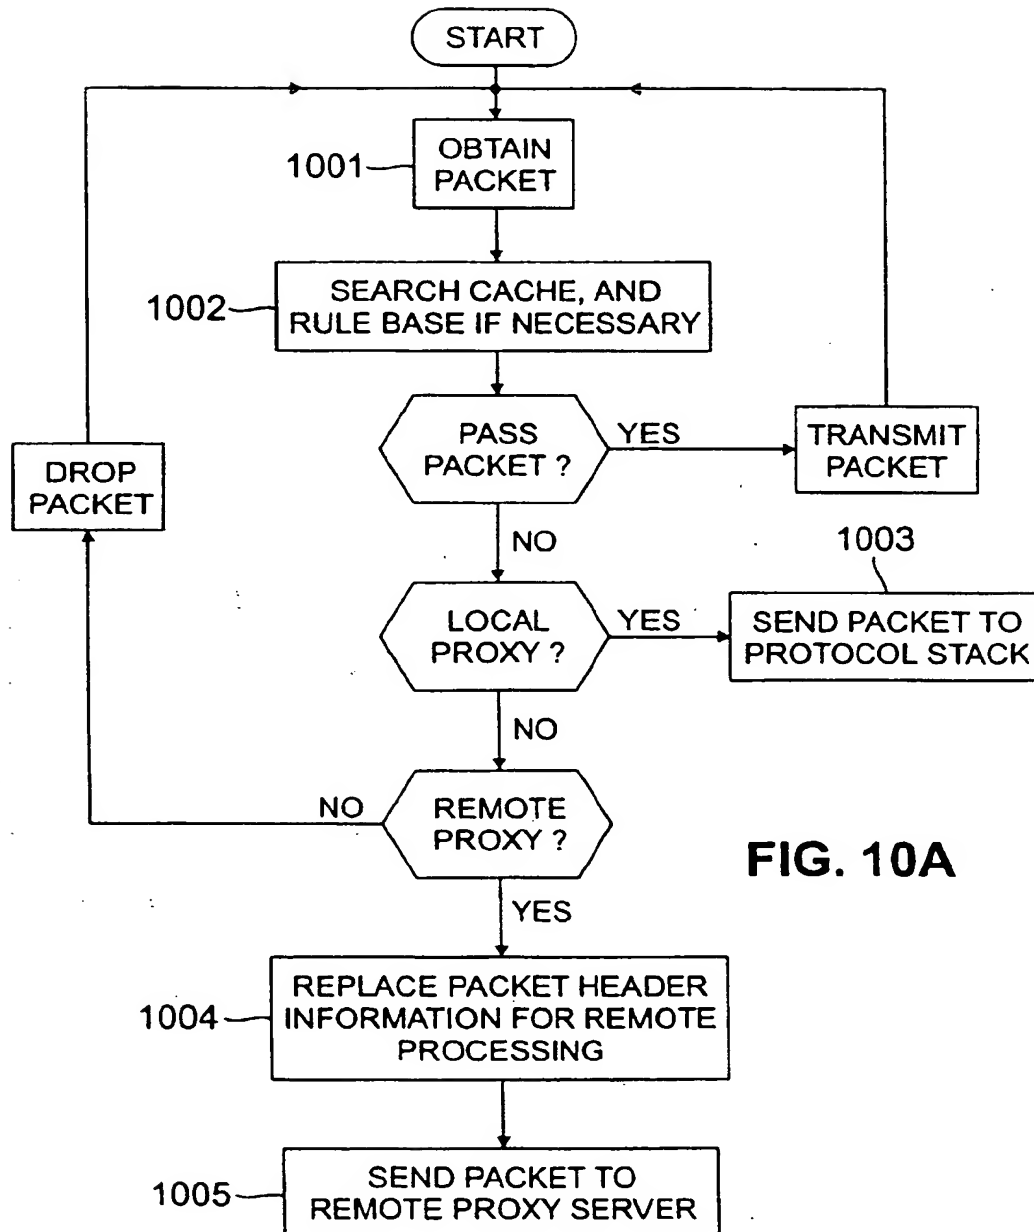 START
1001
OBTAIN
PACKET
1002
SEARCH CACHE, AND
RULE BASE IF NECESSARY
PASS
PACKET ?
YES
TRANSMIT
PACKET
DROP
PACKET
NO
1003
LOCAL
PROXY ?
YES
SEND PACKET TO
PROTOCOL STACK
NO
NO
REMOTE
PROXY ?
FIG. 10A
YES
1004
REPLACE PACKET HEADER
INFORMATION FOR REMOTE
PROCESSING
1005
SEND PACKET TO
REMOTE PROXY SERVER